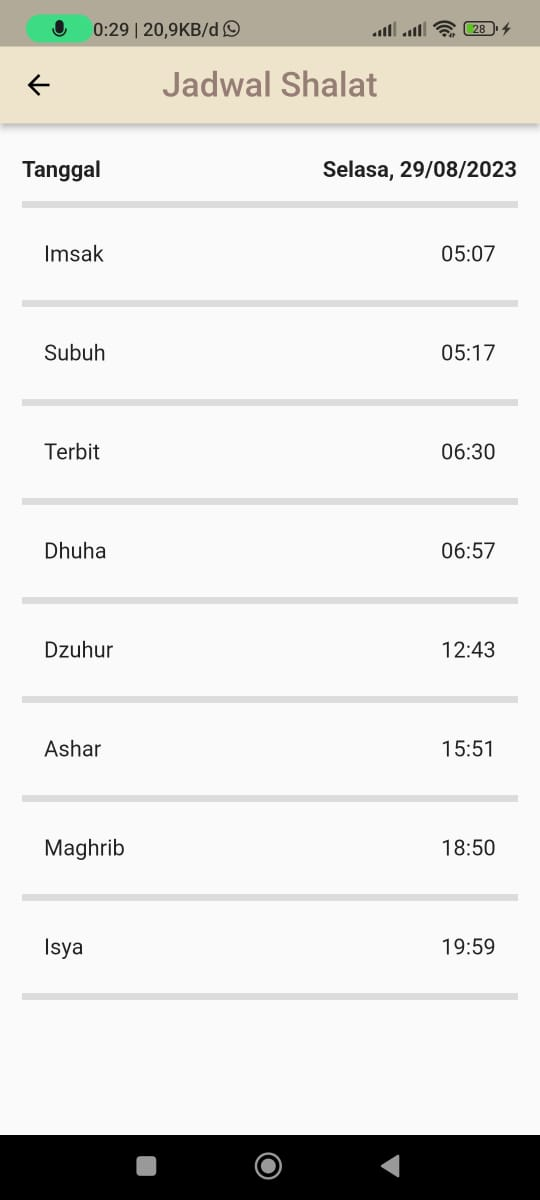 0:29 | 20,9KB/d 28
Jadwal Shalat
Tanggal Selasa, 29/08/2023
Imsak 05:07
Subuh 05:17
Terbit 06:30
Dhuha 06:57
Dzuhur 12:43
Ashar 15:51
Maghrib 18:50
Isya 19:59